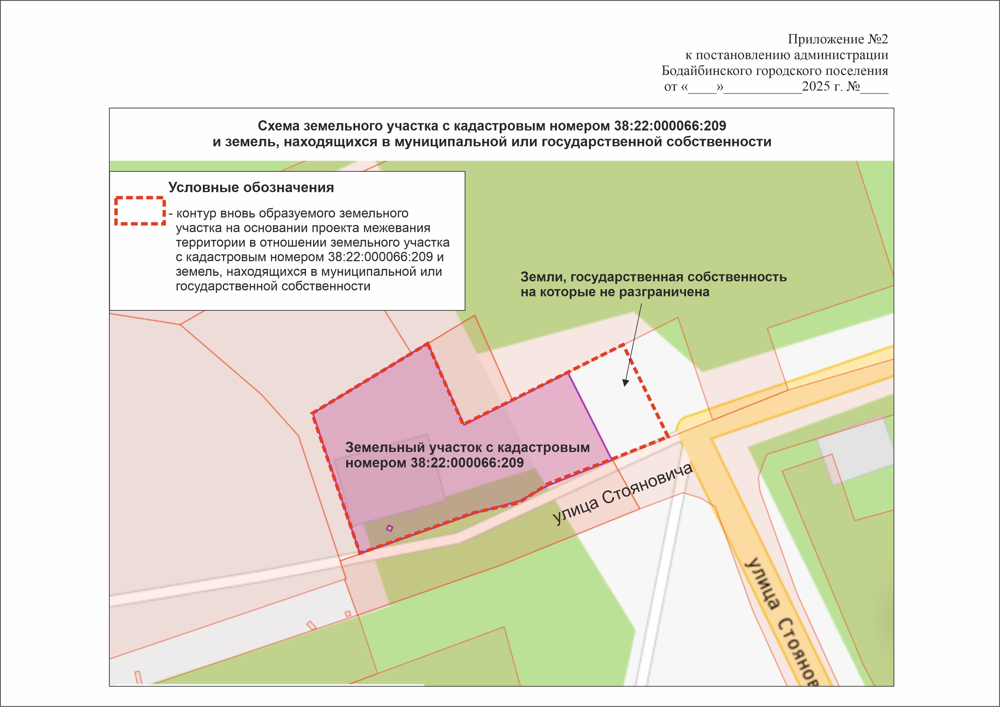 Приложение №2
к постановлению администрации
Бодайбинского городского поселения
от «____»___________2025 г. №____
Схема земельного участка с кадастровым номером 38:22:000066:209
и земель, находящихся в муниципальной или государственной собственности
Условные обозначения
- контур вновь образуемого земельного
участка на основании проекта межевания
территории в отношении земельного участка
с кадастровым номером 38:22:000066:209 и
земель, находящихся в муниципальной или
государственной собственности
Земли, государственная собственность
на которые не разграничена
Земельный участок с кадастровым
номером 38:22:000066:209
улица Стояновича
улица Стоянов